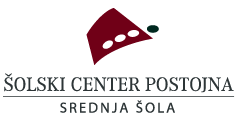 ŠOLSKI CENTER POSTOJNA
SREDNJA ŠOLA